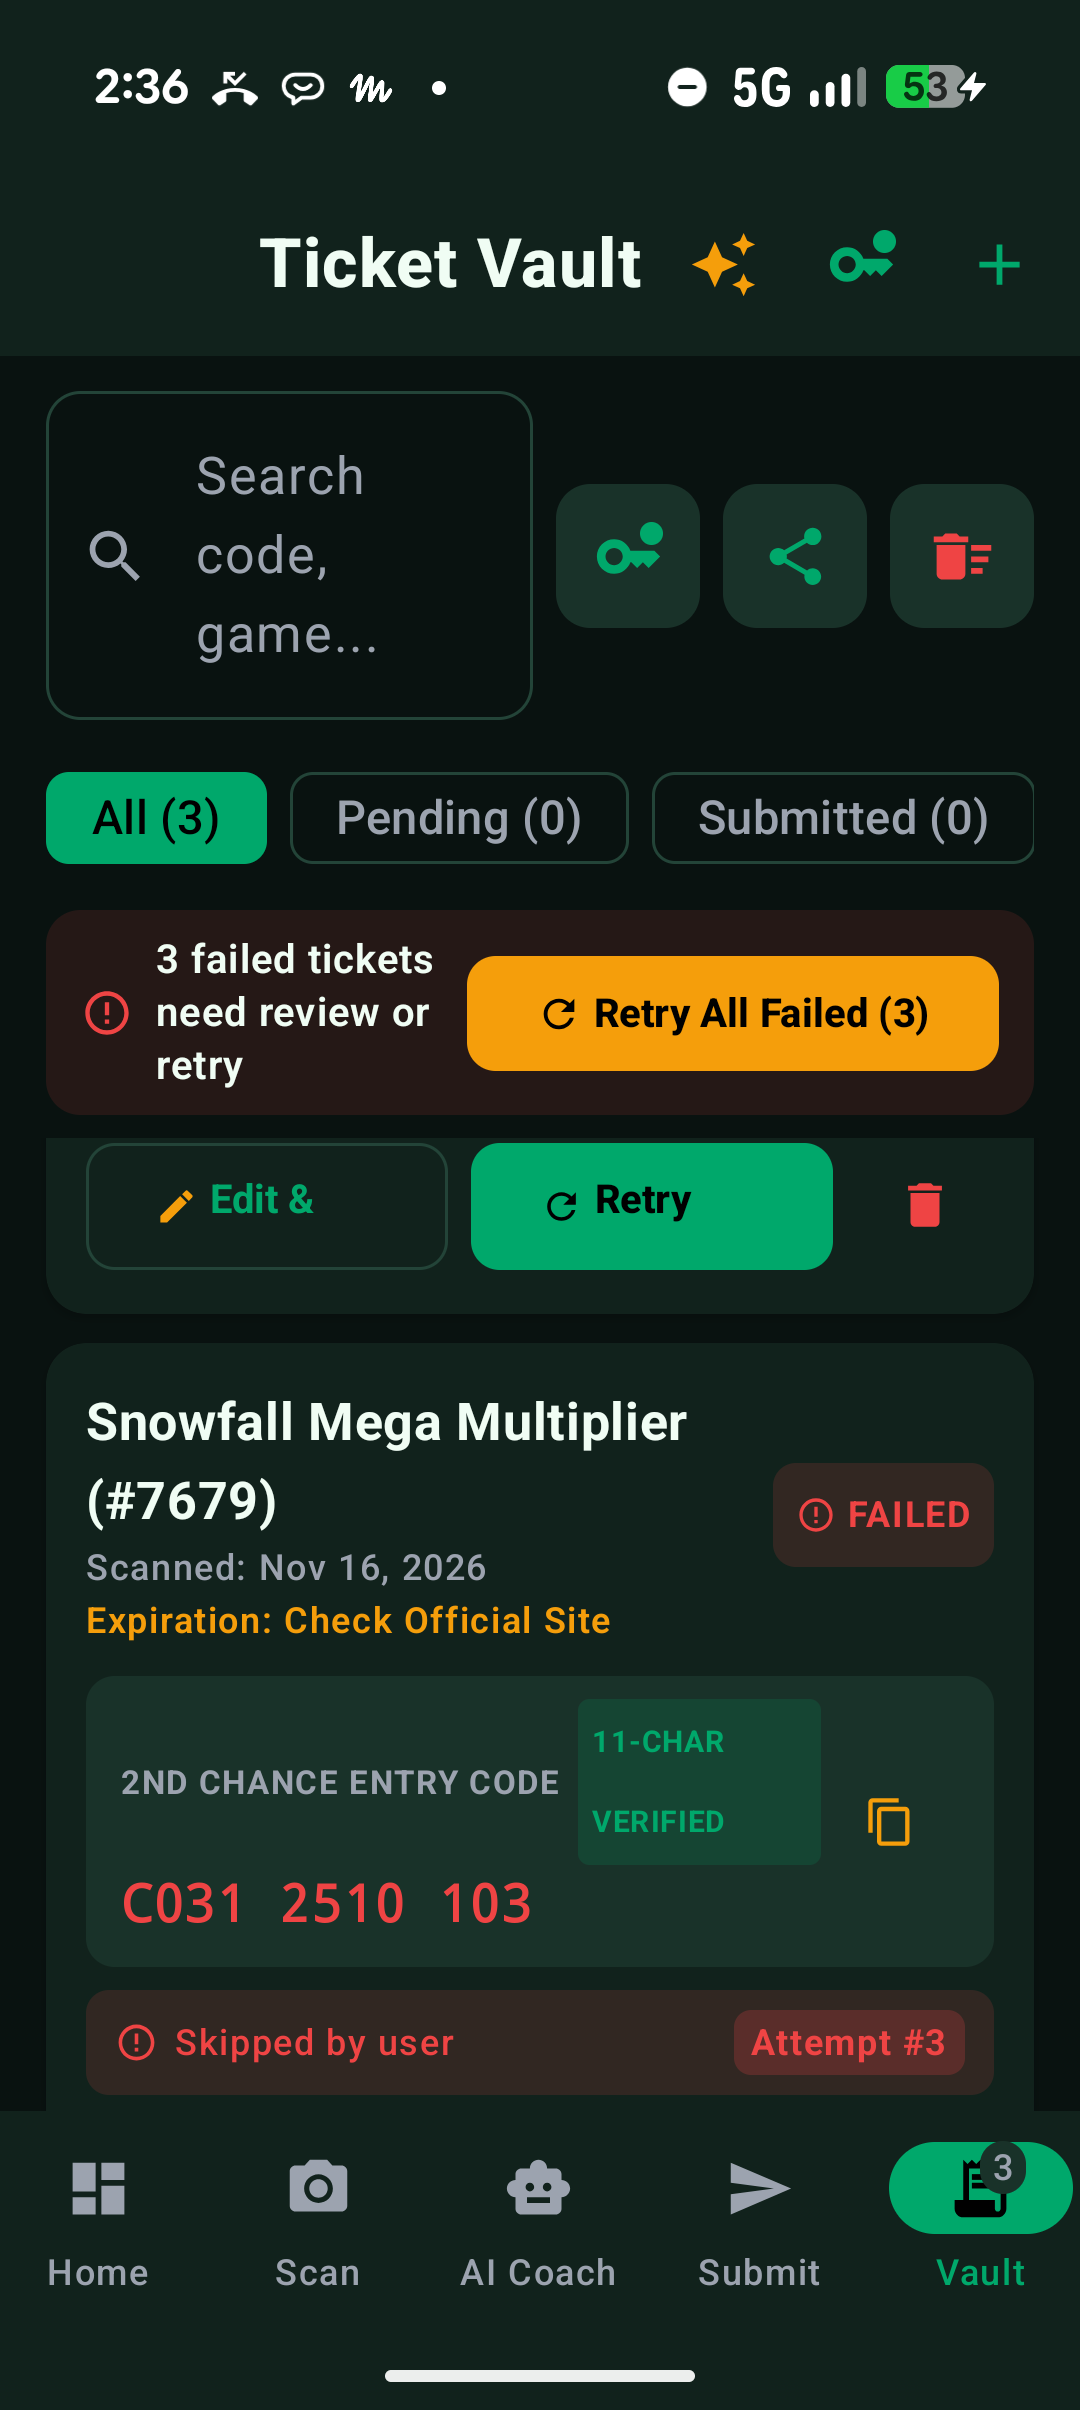 2:36
5G
53
Ticket Vault
Search
code,
game...
All (3)
Pending (0)
Submitted (0)
3 failed tickets
need review or
retry
Retry All Failed (3)
Edit &
Retry
Snowfall Mega Multiplier
(#7679)
FAILED
Scanned: Nov 16, 2026
Expiration: Check Official Site
2ND CHANCE ENTRY CODE
11-CHAR
VERIFIED
C031 2510 103
Skipped by user
Attempt #3
3
Home
Scan
AI Coach
Submit
Vault